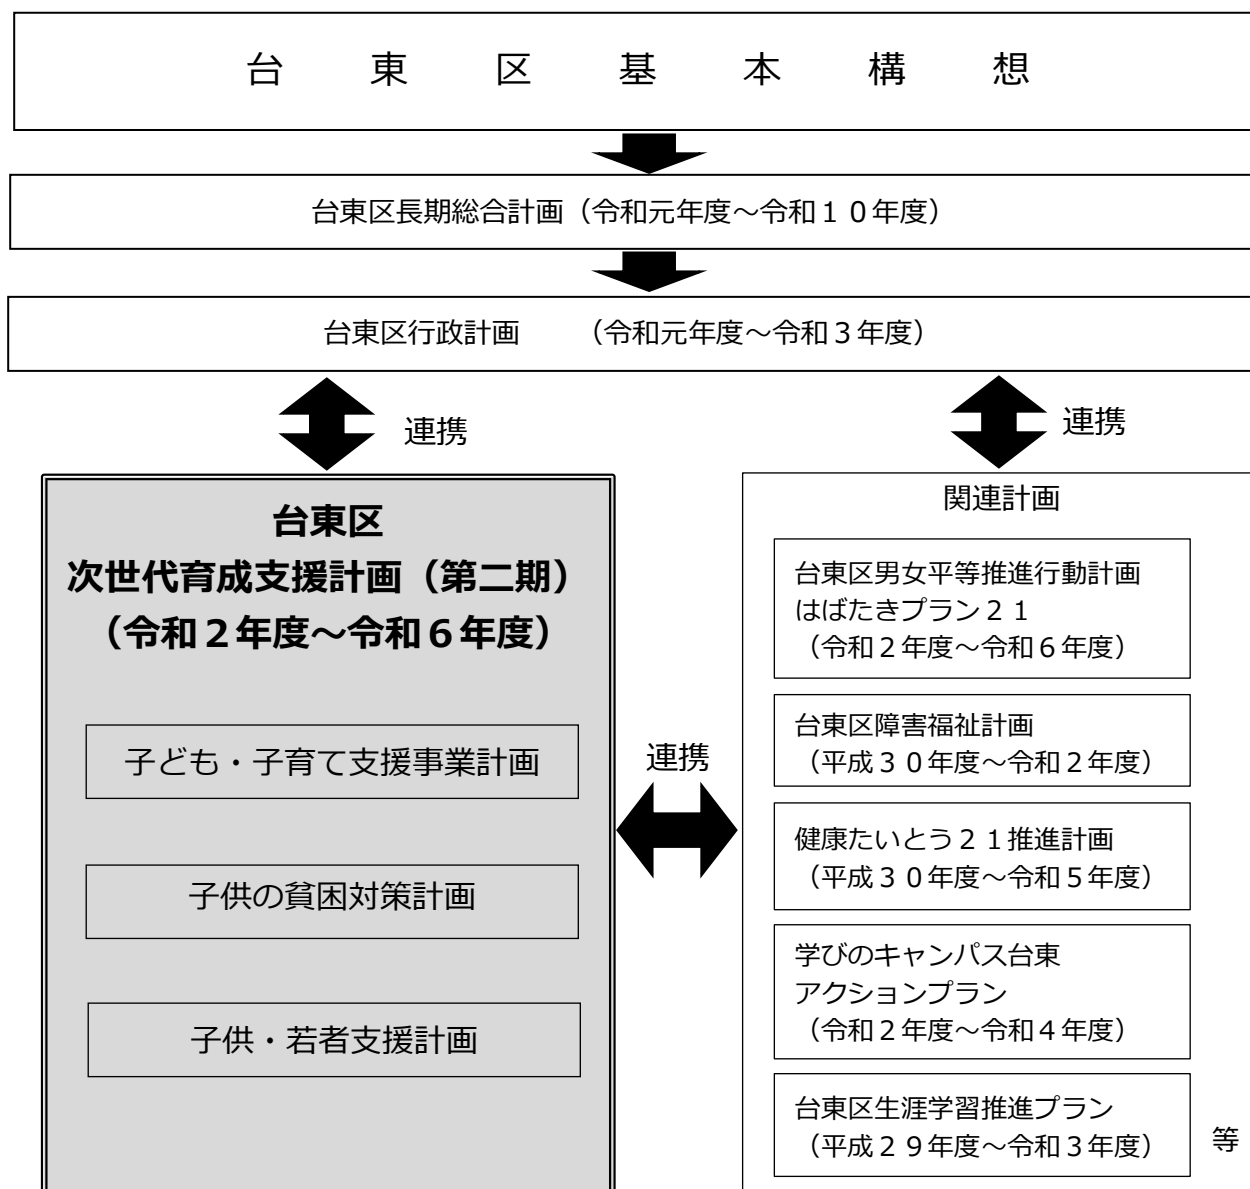 台東区基本構想
台東区長期総合計画（令和元年度～令和１０年度）
台東区行政計画　　（令和元年度～令和３年度）
連携
連携
台東区
次世代育成支援計画（第二期）
（令和２年度～令和６年度）
子ども・子育て支援事業計画
子供の貧困対策計画
子供・若者支援計画
連携
関連計画
台東区男女平等推進行動計画
はばたきプラン２１
（令和２年度～令和６年度）
台東区障害福祉計画
（平成３０年度～令和２年度）
健康たいとう２１推進計画
（平成３０年度～令和５年度）
学びのキャンパス台東
アクションプラン
（令和２年度～令和４年度）
台東区生涯学習推進プラン
（平成２９年度～令和３年度）
等